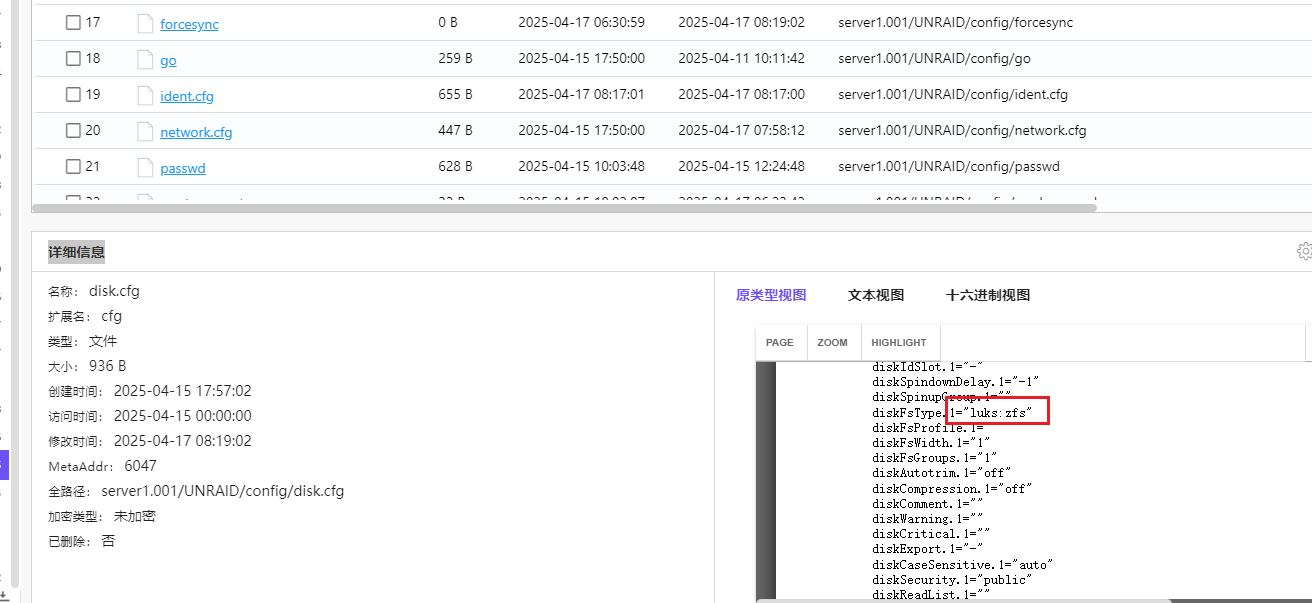 17 forcesync 0 B 2025-04-17 06:30:59 2025-04-17 08:19:02 server1.001/UNRAID/config/forcesync
18 go 259 B 2025-04-15 17:50:00 2025-04-11 10:11:42 server1.001/UNRAID/config/go
19 ident.cfg 655 B 2025-04-17 08:17:01 2025-04-17 08:17:00 server1.001/UNRAID/config/ident.cfg
20 network.cfg 447 B 2025-04-15 17:50:00 2025-04-17 07:58:12 server1.001/UNRAID/config/network.cfg
21 passwd 628 B 2025-04-15 10:03:48 2025-04-15 12:24:48 server1.001/UNRAID/config/passwd
详细信息
名称： disk.cfg
扩展名： cfg
类型： 文件
大小： 936 B
创建时间： 2025-04-15 17:57:02
访问时间： 2025-04-15 00:00:00
修改时间： 2025-04-17 08:19:02
MetaAddr： 6047
全路径： server1.001/UNRAID/config/disk.cfg
加密类型： 未加密
已删除： 否
原类型视图 文本视图 十六进制视图
PAGE ZOOM HIGHLIGHT
diskIdSlot.1="-"
diskSpindownDelay.1="-1"
diskSpinupGroup.1=""
diskFsType.1="luks:zfs"
diskFsProfile.1=
diskFsWidth.1="1"
diskFsGroups.1="1"
diskAutotrim.1="off"
diskCompression.1="off"
diskComment.1=""
diskWarning.1=""
diskCritical.1=""
diskExport.1="-"
diskCaseSensitive.1="auto"
diskSecurity.1="public"
diskReadList.1=""